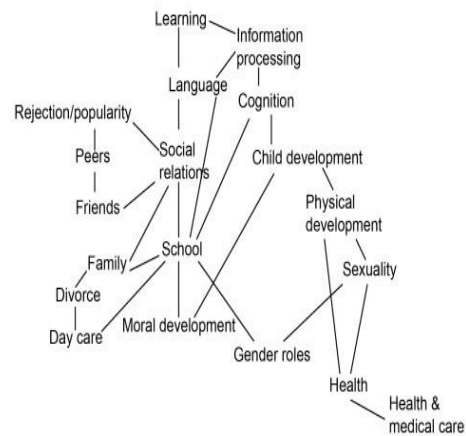 Learning
Information
processing
Language
Cognition
Rejection/popularity
Peers
Social
relations
Child development
Friends
Physical
development
School
Family
Sexuality
Divorce
Moral development
Day care
Gender roles
Health
Health &
medical care